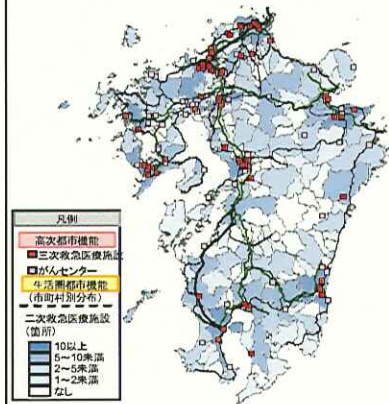 凡例
高次都市機能
三次救急医療施設
がんセンター
生活圏都市機能
(市町村別分布)
二次救急医療施設
(箇所)
10以上
5～10未満
2～5未満
1～2未満
なし